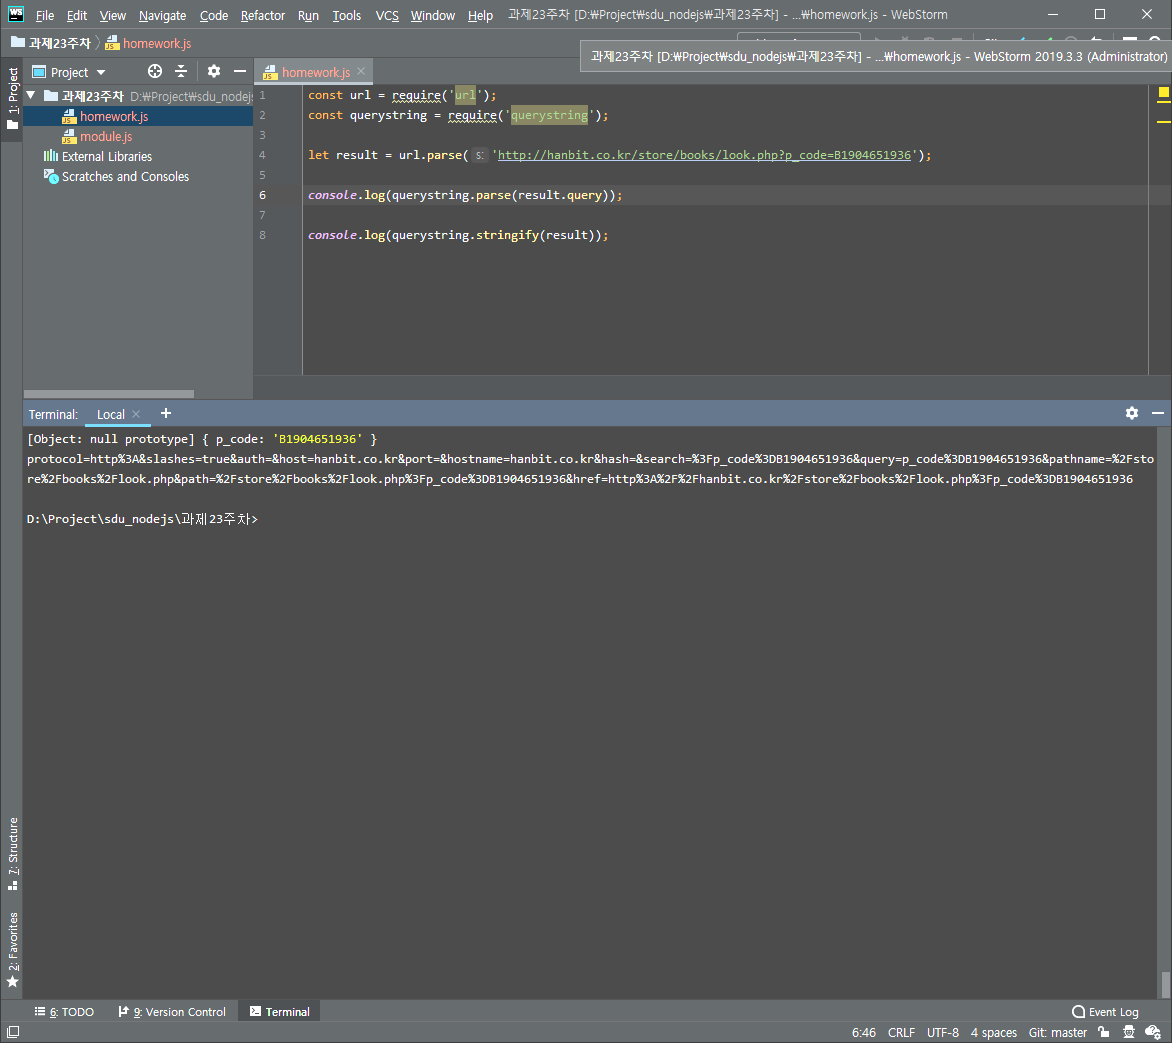 WS File Edit View Navigate Code Refactor Run Tools VCS Window Help 과제23주차 [D:₩Project₩sdu_nodejs₩과제23주차] - ...₩homework.js - WebStorm
과제23주차 homework.js
과제23주차 [D:₩Project₩sdu_nodejs₩과제23주차] - ...₩homework.js - WebStorm 2019.3.3 (Administrator)
1: Project
Project
homework.js
과제23주차 D:₩Project₩sdu_nodejs
homework.js
module.js
External Libraries
Scratches and Consoles
1 const url = require('url');
2 const querystring = require('querystring');
3
4 let result = url.parse( s: 'http://hanbit.co.kr/store/books/look.php?p_code=B1904651936');
5
6 console.log(querystring.parse(result.query));
7
8 console.log(querystring.stringify(result));
Terminal: Local +
[Object: null prototype] { p_code: 'B1904651936' }
protocol=http%3A&slashes=true&auth=&host=hanbit.co.kr&port=&hostname=hanbit.co.kr&hash=&search=%3Fp_code%3DB1904651936&query=p_code%3DB1904651936&pathname=%2Fsto
re%2Fbooks%2Flook.php&path=%2Fstore%2Fbooks%2Flook.php%3Fp_code%3DB1904651936&href=http%3A%2F%2Fhanbit.co.kr%2Fstore%2Fbooks%2Flook.php%3Fp_code%3DB1904651936
D:\Project\sdu_nodejs\과제23주차>
7: Structure
2: Favorites
6: TODO 9: Version Control Terminal Event Log
6:46 CRLF UTF-8 4 spaces Git: master